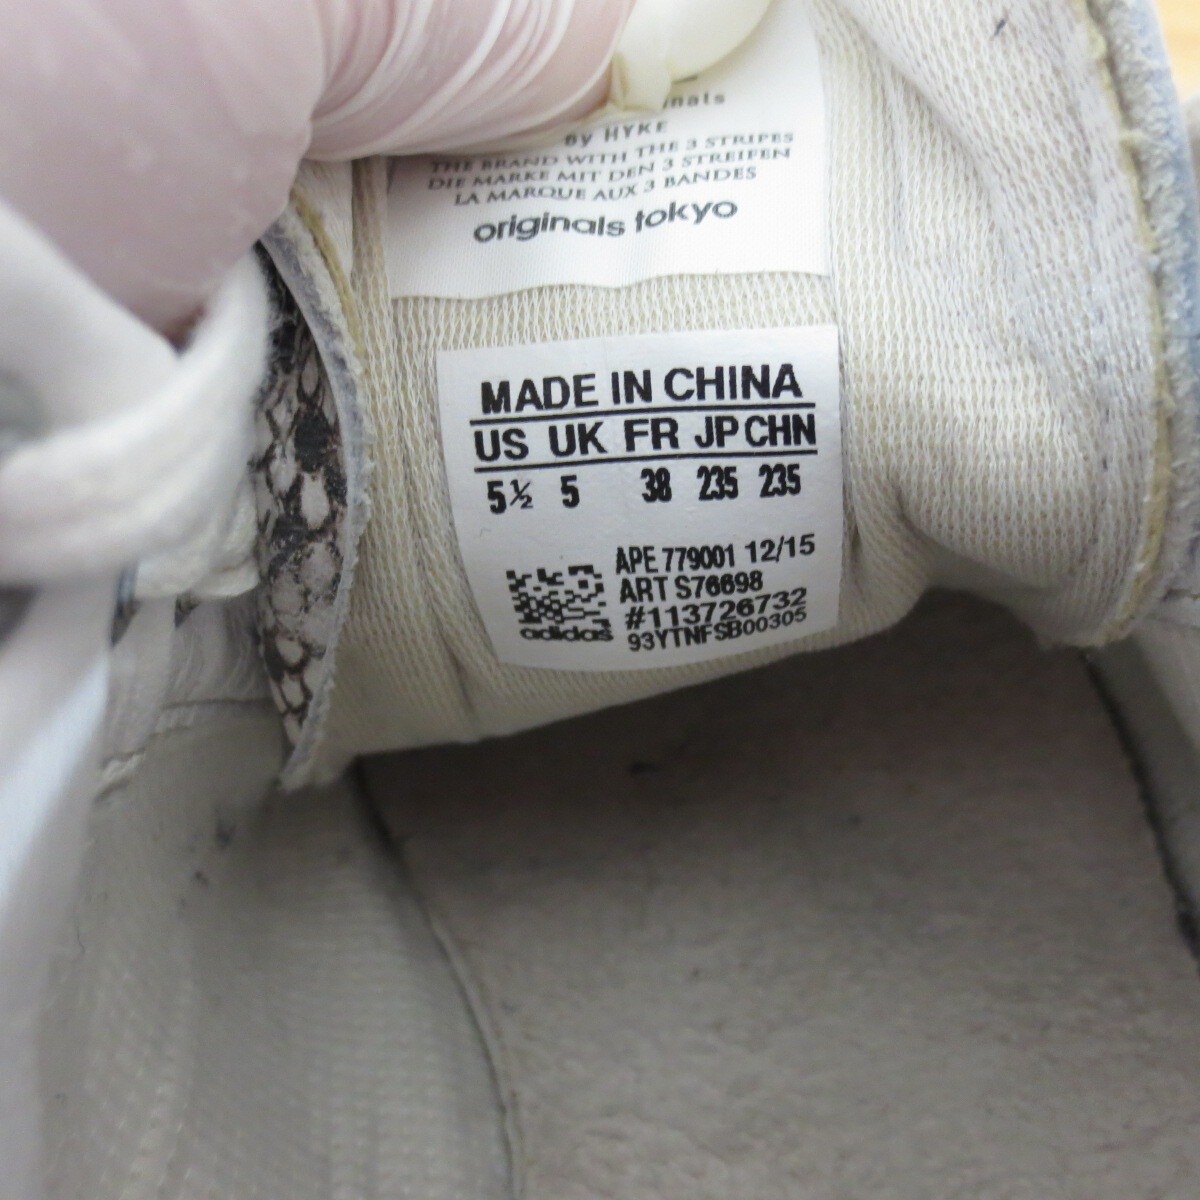 by HYKE
THE BRAND WITH THE 3 STRIPES
DIE MARKE MIT DEN 3 STREIFEN
LA MARQUE AUX 3 BANDES
originals tokyo
MADE IN CHINA
US UK FR JP CHN
5½ 5 38 235 235
APE 779001 12/15
ART S76698
#113726732
93YTNFSB00305
adidas